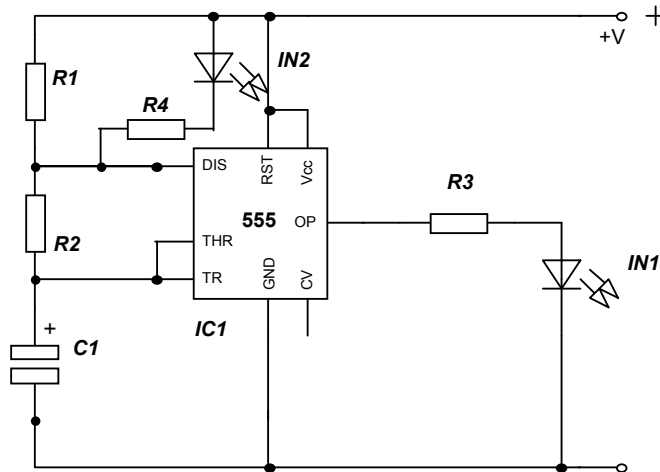 +
+V
IN2
R1
R4
DIS
RST
Vcc
R3
R2
555
OP
THR
GND
CV
TR
IN1
IC1
+
C1